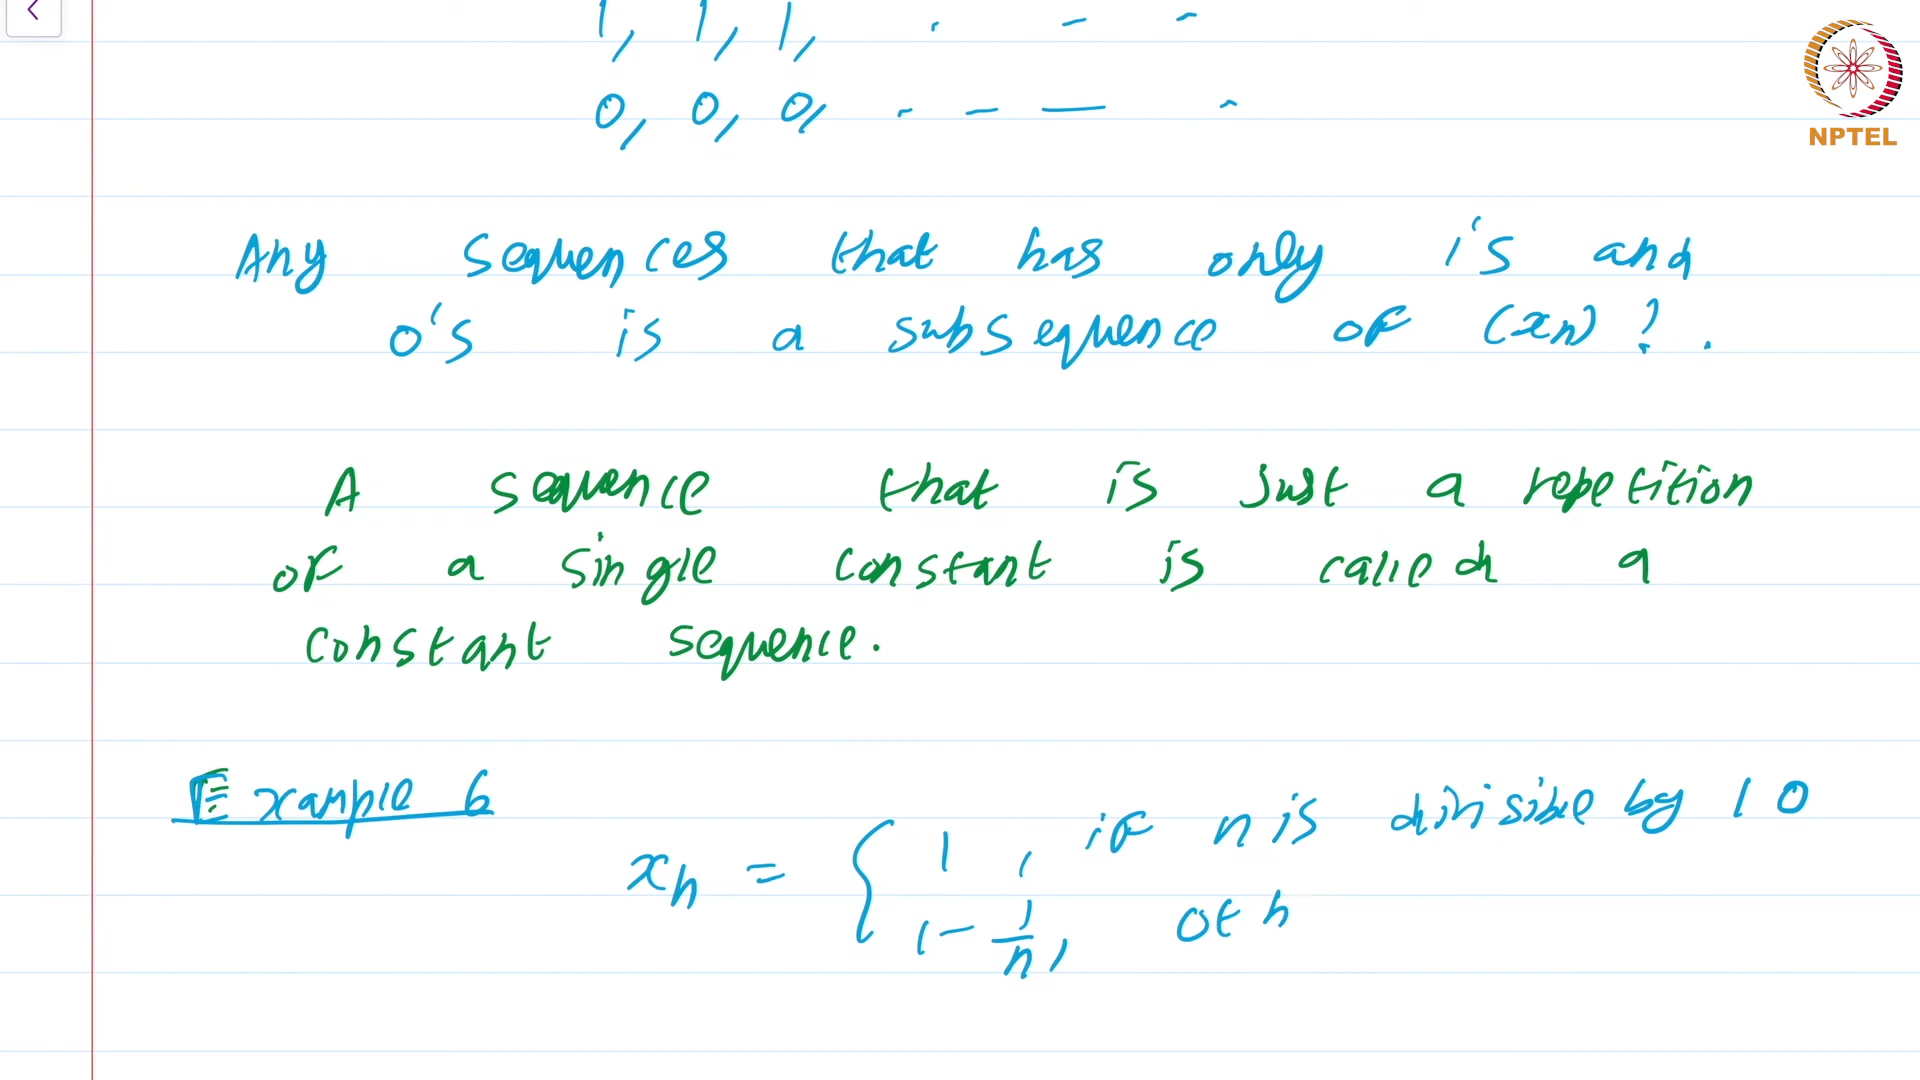 1, 1, 1, . - -
0, 0, 0, . - — -
NPTEL
Any sequences that has only 1's and
0's is a subsequence of (xn)?.
A sequence that is just a repetition
of a single constant is called a
constant sequence.
Example 6
xn = { 1, if n is divisible by 10
1 - 1/n, oth